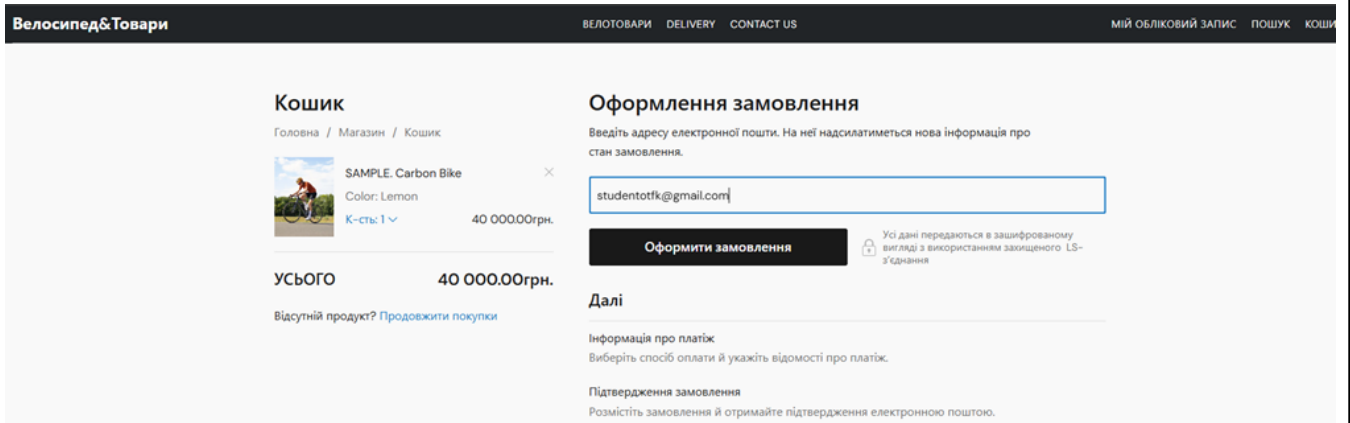 Велосипед&Товари
ВЕЛОТОВАРИ DELIVERY CONTACT US
МІЙ ОБЛІКОВИЙ ЗАПИС ПОШУК КОШИ
Кошик
Головна / Магазин / Кошик
SAMPLE. Carbon Bike
Color: Lemon
К-сть: 1 40 000.00грн.
УСЬОГО 40 000.00грн.
Відсутній продукт? Продовжити покупки
Оформлення замовлення
Введіть адресу електронної пошти. На неї надсилатиметься нова інформація про
стан замовлення.
studentotfk@gmail.com
Оформити замовлення
Усі дані передаються в зашифрованому
вигляді з використанням захищеного LS-
з'єднання
Далі
Інформація про платіж
Виберіть спосіб оплати й укажіть відомості про платіж.
Підтвердження замовлення
Розмістіть замовлення й отримайте підтвердження електронною поштою.